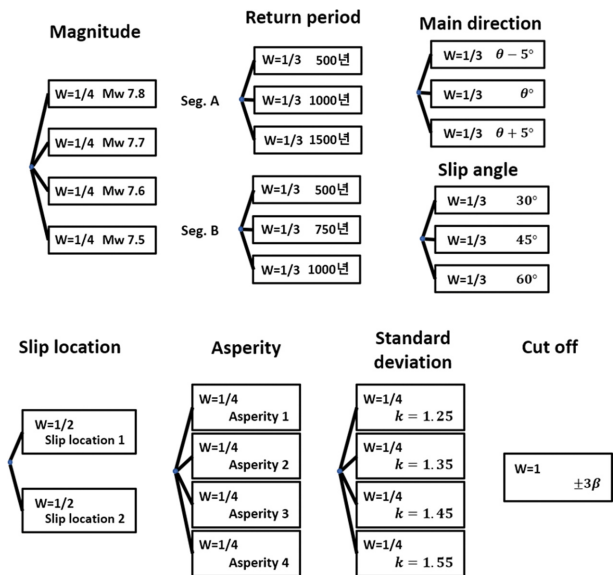 Magnitude
W=1/4 Mw 7.8
W=1/4 Mw 7.7
W=1/4 Mw 7.6
W=1/4 Mw 7.5
Return period
Seg. A
W=1/3 500년
W=1/3 1000년
W=1/3 1500년
Seg. B
W=1/3 500년
W=1/3 750년
W=1/3 1000년
Main direction
W=1/3 θ − 5°
W=1/3 θ°
W=1/3 θ + 5°
Slip angle
W=1/3 30°
W=1/3 45°
W=1/3 60°
Slip location
W=1/2
Slip location 1
W=1/2
Slip location 2
Asperity
W=1/4
Asperity 1
W=1/4
Asperity 2
W=1/4
Asperity 3
W=1/4
Asperity 4
Standard
deviation
W=1/4
k = 1.25
W=1/4
k = 1.35
W=1/4
k = 1.45
W=1/4
k = 1.55
Cut off
W=1
±3β